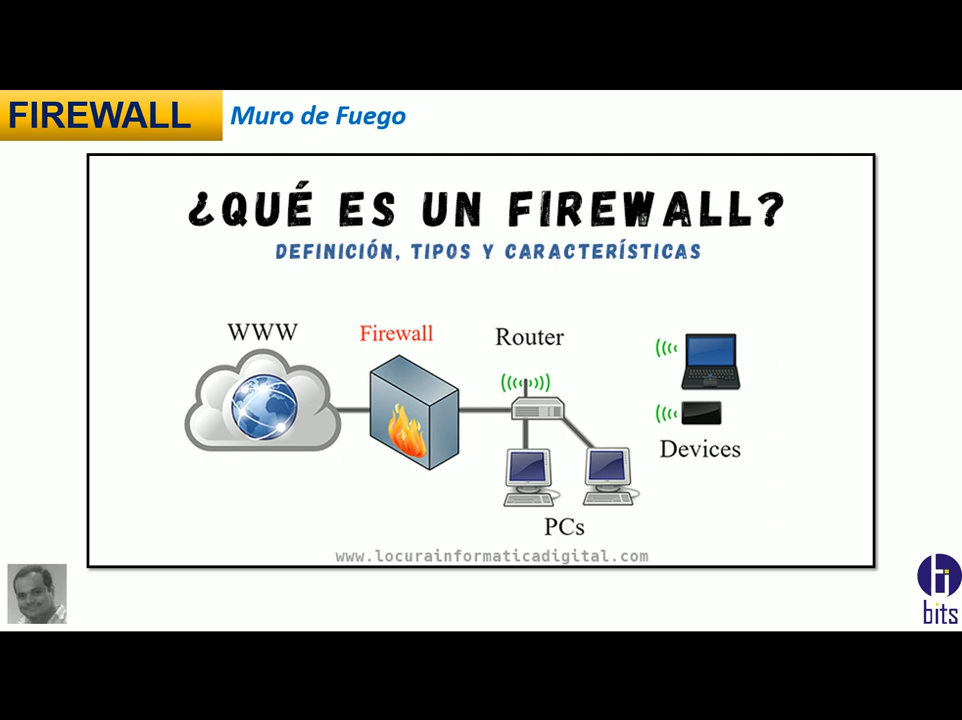 FIREWALL
Muro de Fuego
¿QUÉ ES UN FIREWALL?
DEFINICIÓN, TIPOS Y CARACTERÍSTICAS
WWW
Firewall
Router
Devices
PCs
www.locurainformaticadigital.com
bits